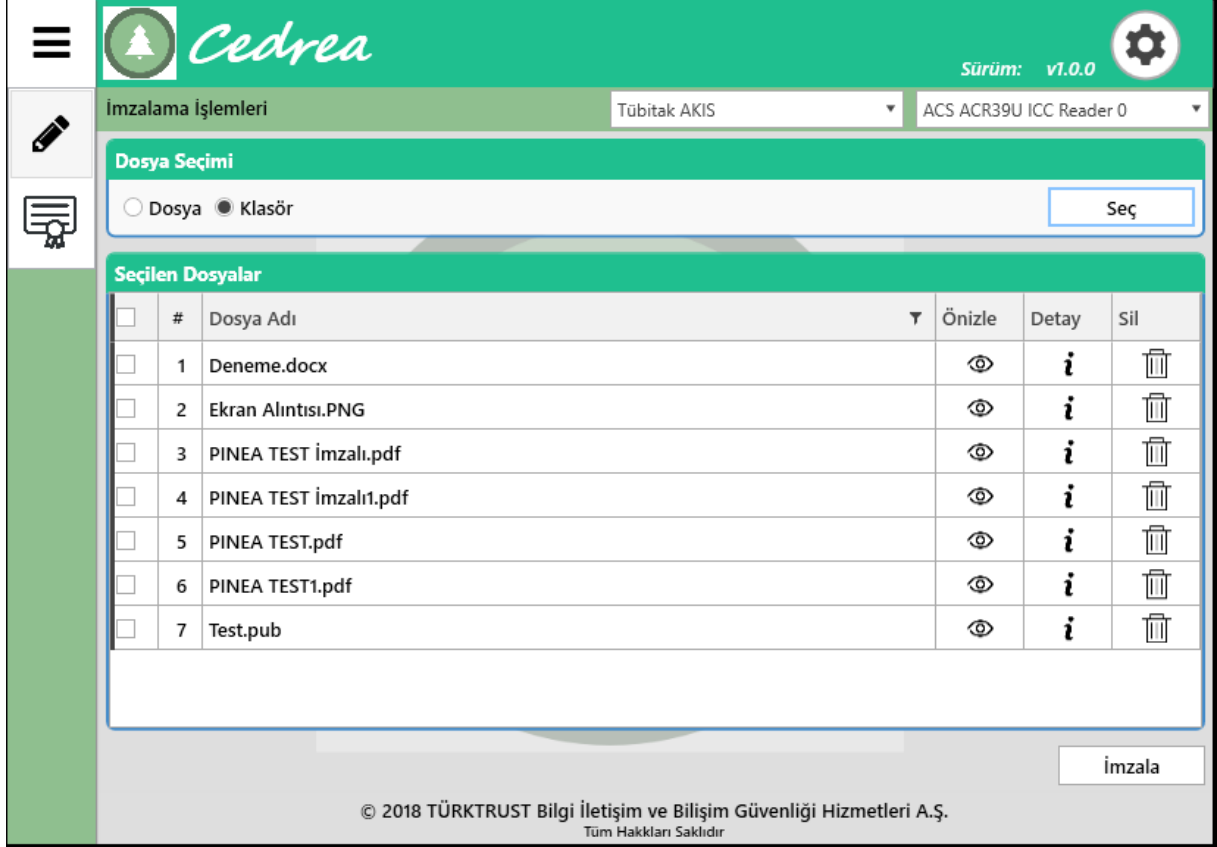 Cedrea
Sürüm: v1.0.0
İmzalama İşlemleri Tübitak AKIS ACS ACR39U ICC Reader 0
Dosya Seçimi
Dosya Klasör Seç
Seçilen Dosyalar
# Dosya Adı Önizle Detay Sil
1 Deneme.docx
2 Ekran Alıntısı.PNG
3 PINEA TEST İmzalı.pdf
4 PINEA TEST İmzalı1.pdf
5 PINEA TEST.pdf
6 PINEA TEST1.pdf
7 Test.pub
İmzala
© 2018 TÜRKTRUST Bilgi İletişim ve Bilişim Güvenliği Hizmetleri A.Ş.
Tüm Hakkları Saklıdır